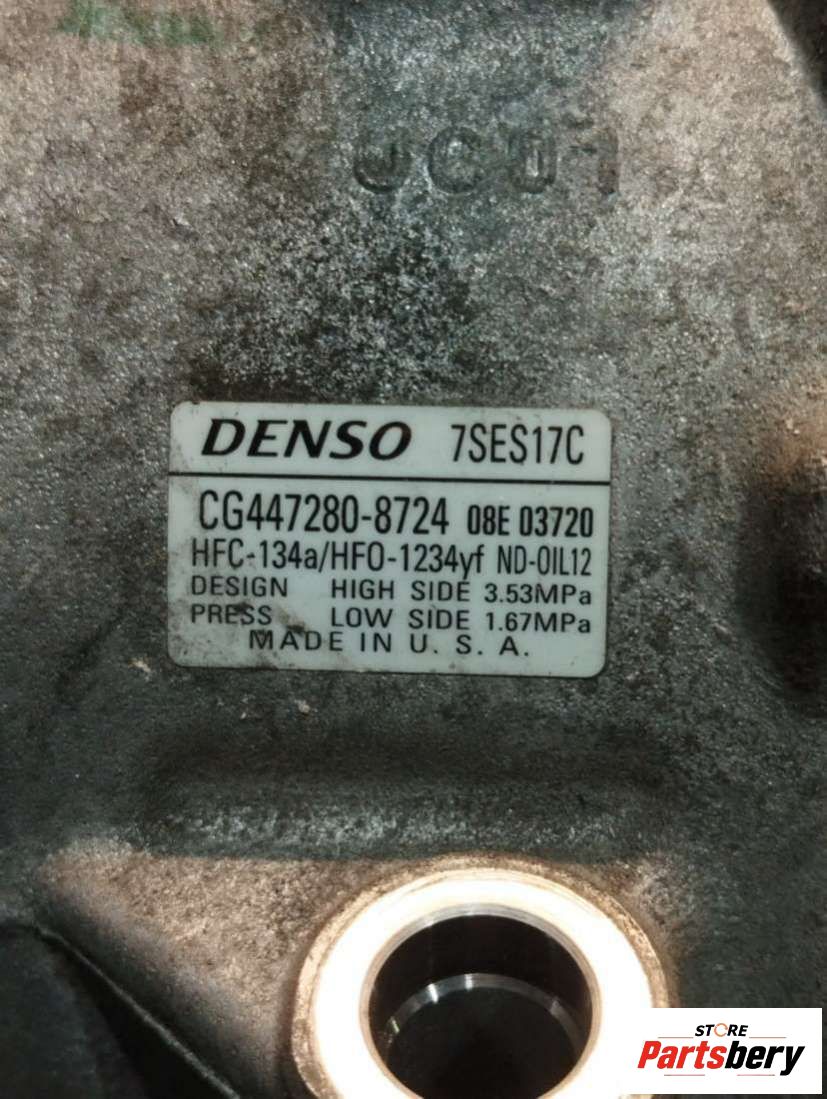 JC01
DENSO 7SES17C
CG447280-8724 08E 03720
HFC-134a/HFO-1234yf ND-OIL12
DESIGN HIGH SIDE 3.53MPa
PRESS LOW SIDE 1.67MPa
MADE IN U. S. A.
STORE
Partsbery